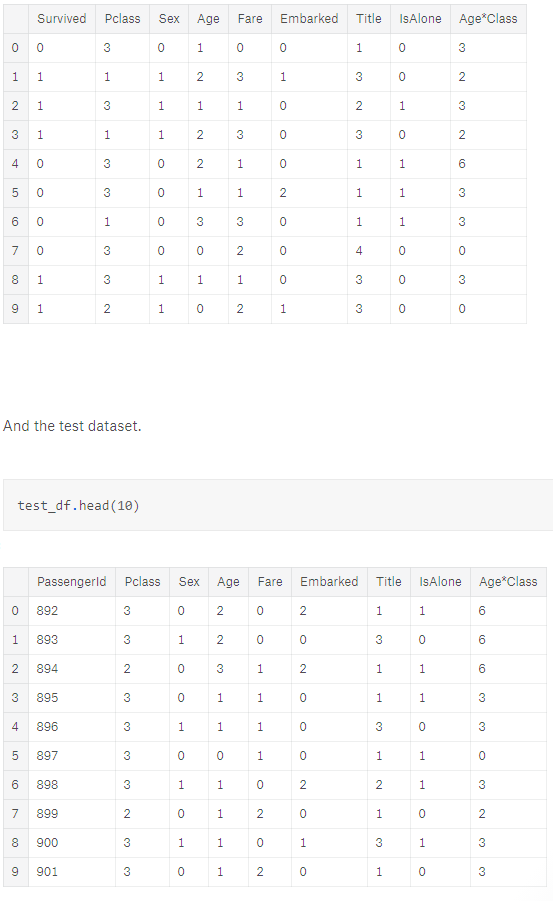 Survived Pclass Sex Age Fare Embarked Title IsAlone Age*Class
0 0 3 0 1 0 0 1 0 3
1 1 1 1 2 3 1 3 0 2
2 1 3 1 1 1 0 2 1 3
3 1 1 1 2 3 0 3 0 2
4 0 3 0 2 1 0 1 1 6
5 0 3 0 1 1 2 1 1 3
6 0 1 0 3 3 0 1 1 3
7 0 3 0 0 2 0 4 0 0
8 1 3 1 1 1 0 3 0 3
9 1 2 1 0 2 1 3 0 0
And the test dataset.
test_df.head(10)
PassengerId Pclass Sex Age Fare Embarked Title IsAlone Age*Class
0 892 3 0 2 0 2 1 1 6
1 893 3 1 2 0 0 3 0 6
2 894 2 0 3 1 2 1 1 6
3 895 3 0 1 1 0 1 1 3
4 896 3 1 1 1 0 3 0 3
5 897 3 0 0 1 0 1 1 0
6 898 3 1 1 0 2 2 1 3
7 899 2 0 1 2 0 1 0 2
8 900 3 1 1 0 1 3 1 3
9 901 3 0 1 2 0 1 0 3